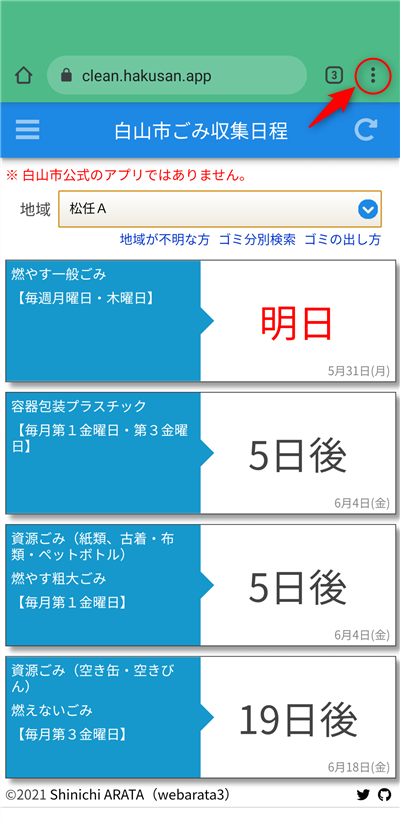 clean.hakusan.app
3
白山市ごみ収集日程
※ 白山市公式のアプリではありません。
地域
松任Ａ
地域が不明な方 ゴミ分別検索 ゴミの出し方
燃やす一般ごみ
【毎週月曜日・木曜日】
明日
5月31日(月)
容器包装プラスチック
【毎月第１金曜日・第３金曜
日】
5日後
6月4日(金)
資源ごみ（紙類、古着・布
類・ペットボトル）
燃やす粗大ごみ
【毎月第１金曜日】
5日後
6月4日(金)
資源ごみ（空き缶・空きび
ん）
燃えないごみ
【毎月第３金曜日】
19日後
6月18日(金)
©2021 Shinichi ARATA（webarata3）